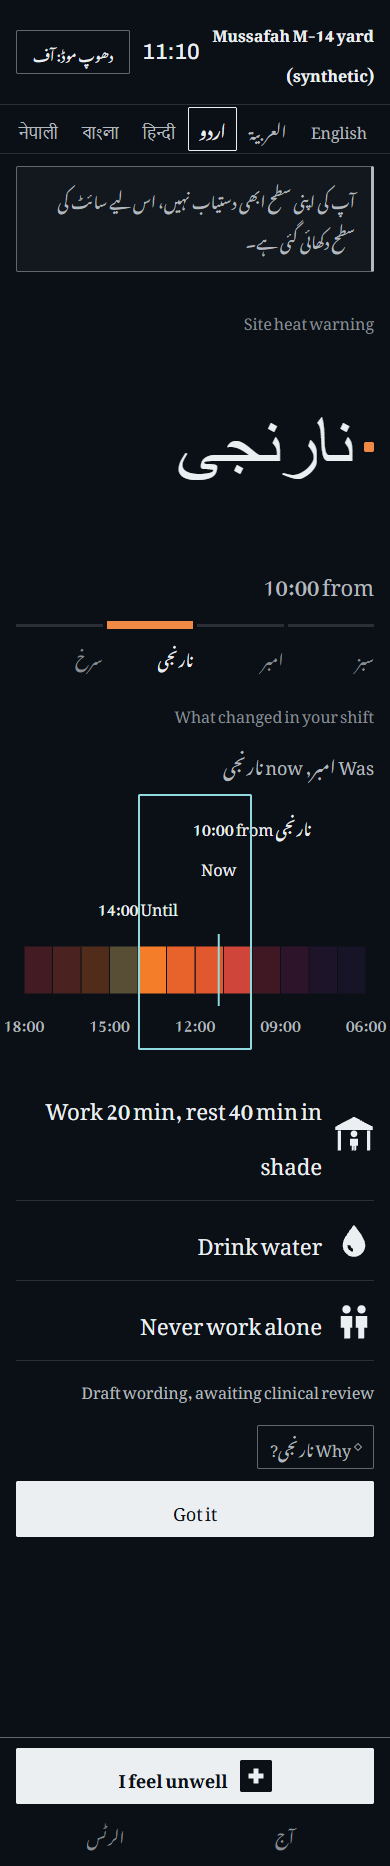 Mussafah M-14 yard
(synthetic)
11:10
دھوپ موڈ: آف
English
العربية
اردو
हिन्दी
বাংলা
नेपाली
آپ کی اپنی سطح ابھی دستیاب نہیں، اس لیے سائٹ کی
سطح دکھائی گئی ہے۔
Site heat warning
نارنجی
10:00 from
سبز
امبر
نارنجی
سرخ
What changed in your shift
Was امبر, now نارنجی
نارنجی from 10:00
Now
Until 14:00
06:00
09:00
12:00
15:00
18:00
Work 20 min, rest 40 min in
shade
Drink water
Never work alone
Draft wording, awaiting clinical review
Why نارنجی?
Got it
I feel unwell
آج
الرٹس